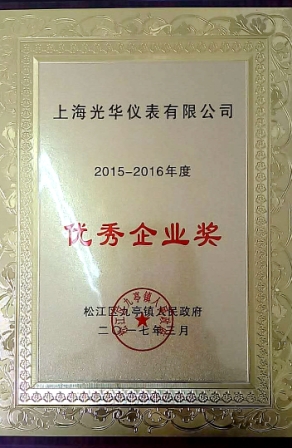 上海光华仪表有限公司
2015-2016年度
优秀企业奖
松江区九亭镇人民政府
二〇一七年三月